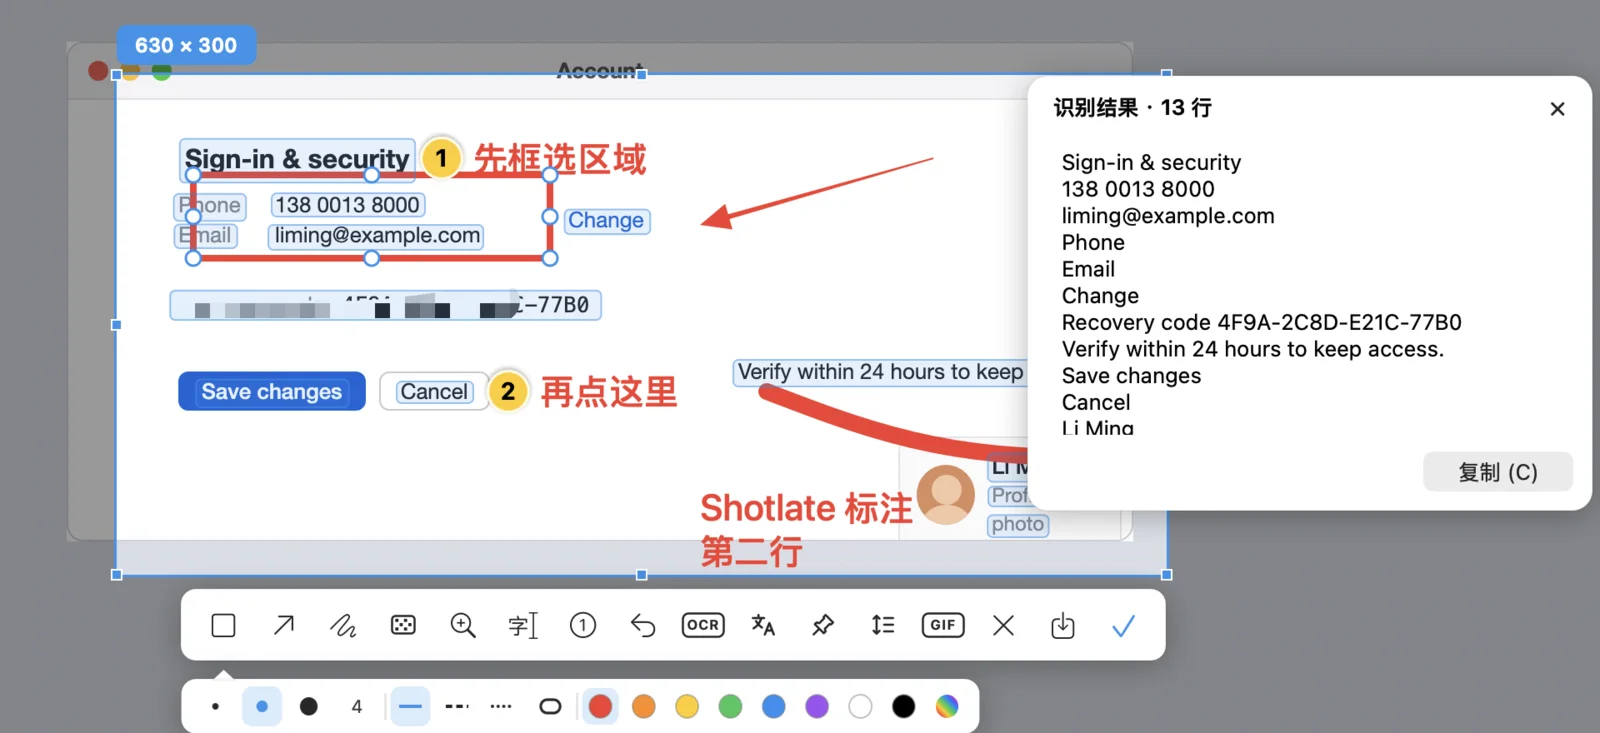 630 × 300
Account
Sign-in & security
1 先框选区域
Phone 138 0013 8000
Email liming@example.com
Change
C-77B0
Save changes
Cancel
2 再点这里
Verify within 24 hours to keep
photo
Shotlate 标注
第二行
识别结果 · 13 行
Sign-in & security
138 0013 8000
liming@example.com
Phone
Email
Change
Recovery code 4F9A-2C8D-E21C-77B0
Verify within 24 hours to keep access.
Save changes
Cancel
Li Ming
复制 (C)
字 1 OCR 文A GIF
4